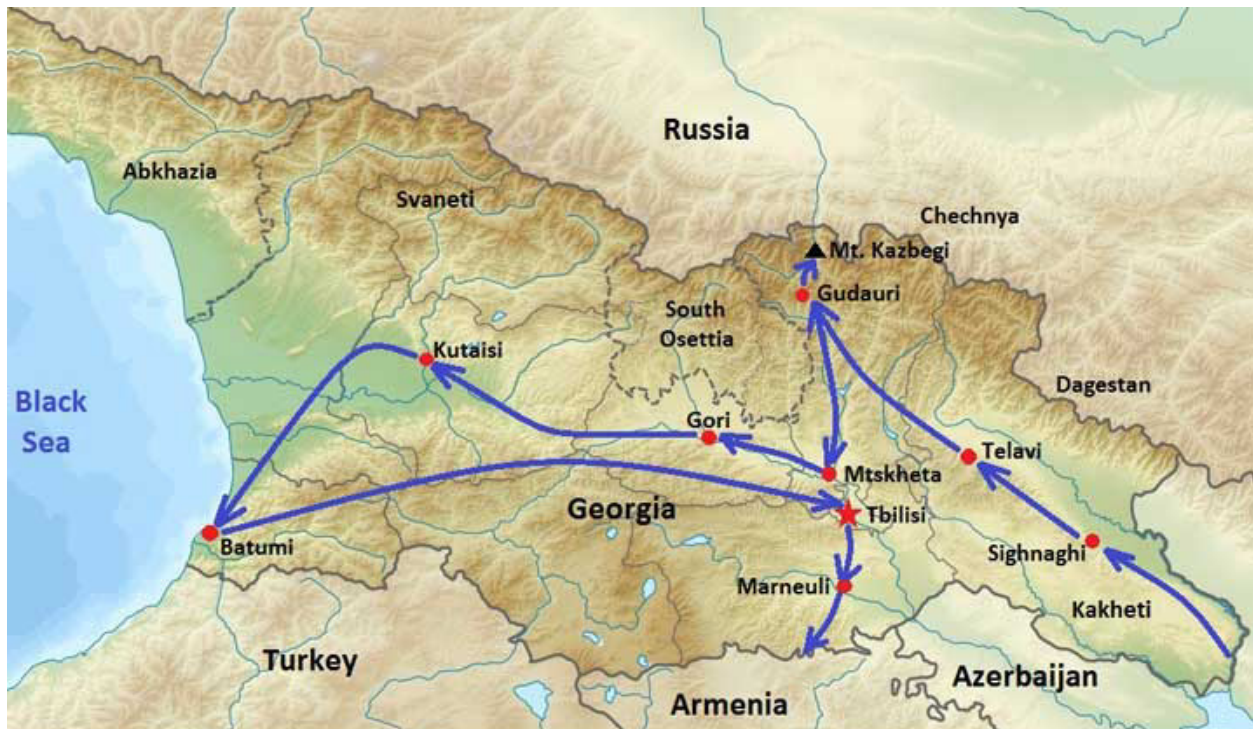 Russia
Abkhazia
Svaneti
Chechnya
Mt. Kazbegi
Gudauri
South
Osettia
Kutaisi
Dagestan
Black
Sea
Gori
Telavi
Mtskheta
Georgia
Tbilisi
Batumi
Sighnaghi
Marneuli
Kakheti
Turkey
Azerbaijan
Armenia